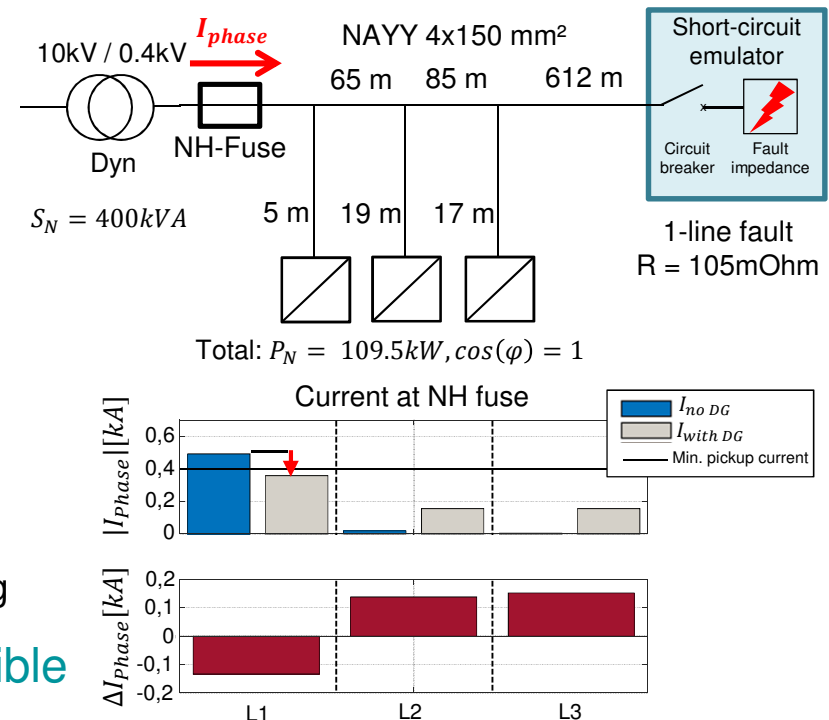 10kV / 0.4kV
I_phase
NAYY 4x150 mm²
Short-circuit
emulator
65 m
85 m
612 m
Dyn
NH-Fuse
Circuit
breaker
Fault
impedance
S_N = 400kVA
5 m
19 m
17 m
1-line fault
R = 105mOhm
Total: P_N = 109.5kW, cos(φ) = 1
Current at NH fuse
I_no DG
I_with DG
Min. pickup current
|I_Phase| [kA]
0,6
0,4
0,2
0
ΔI_Phase [kA]
0,2
0,1
0
-0,1
-0,2
L1
L2
L3
g
ible